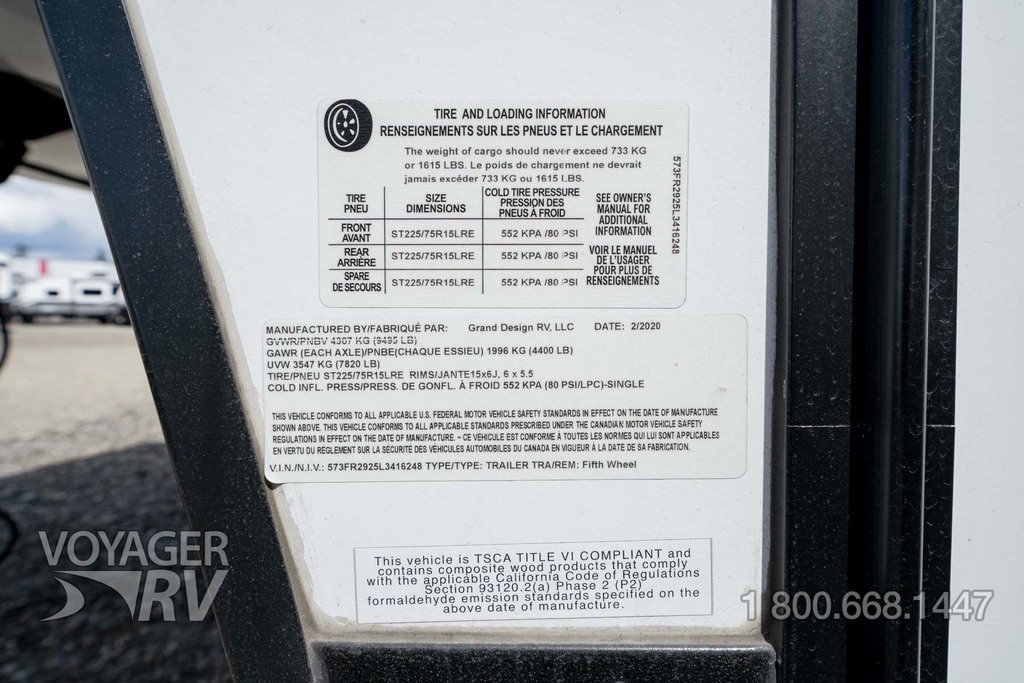 TIRE AND LOADING INFORMATION
RENSEIGNEMENTS SUR LES PNEUS ET LE CHARGEMENT
The weight of cargo should never exceed 733 KG
or 1615 LBS. Le poids de chargement ne devrait
jamais excéder 733 KG ou 1615 LBS.
TIRE PNEU SIZE DIMENSIONS COLD TIRE PRESSURE PRESSION DES PNEUS À FROID
FRONT AVANT ST225/75R15LRE 552 KPA /80 PSI
REAR ARRIÈRE ST225/75R15LRE 552 KPA /80 PSI
SPARE DE SECOURS ST225/75R15LRE 552 KPA /80 PSI
SEE OWNER'S
MANUAL FOR
ADDITIONAL
INFORMATION
VOIR LE MANUEL
DE L'USAGER
POUR PLUS DE
RENSEIGNEMENTS
573FR2925L3416248
MANUFACTURED BY/FABRIQUÉ PAR: Grand Design RV, LLC DATE: 2/2020
GVWR/PNBV 4307 KG (9495 LB)
GAWR (EACH AXLE)/PNBE(CHAQUE ESSIEU) 1996 KG (4400 LB)
UVW 3547 KG (7820 LB)
TIRE/PNEU ST225/75R15LRE RIMS/JANTE15x6J, 6 x 5.5
COLD INFL. PRESS/PRESS. DE GONFL. À FROID 552 KPA (80 PSI/LPC)-SINGLE
THIS VEHICLE CONFORMS TO ALL APPLICABLE U.S. FEDERAL MOTOR VEHICLE SAFETY STANDARDS IN EFFECT ON THE DATE OF MANUFACTURE
SHOWN ABOVE. THIS VEHICLE CONFORMS TO ALL APPLICABLE STANDARDS PRESCRIBED UNDER THE CANADIAN MOTOR VEHICLE SAFETY
REGULATIONS IN EFFECT ON THE DATE OF MANUFACTURE. ~ CE VÉHICULE EST CONFORME À TOUTES LES NORMES QUI LUI SONT APPLICABLES
EN VERTU DU RÈGLEMENT SUR LA SÉCURITÉ DES VÉHICULES AUTOMOBILES DU CANADA EN VIGUEUR À LA DATE DE SA FABRICATION.
V.I.N./N.I.V.: 573FR2925L3416248 TYPE/TYPE: TRAILER TRA/REM: Fifth Wheel
This vehicle is TSCA TITLE VI COMPLIANT and
contains composite wood products that comply
with the applicable California Code of Regulations
Section 93120.2(a) Phase 2 (P2)
formaldehyde emission standards specified on the
above date of manufacture.
VOYAGER
RV
1 800.668.1447